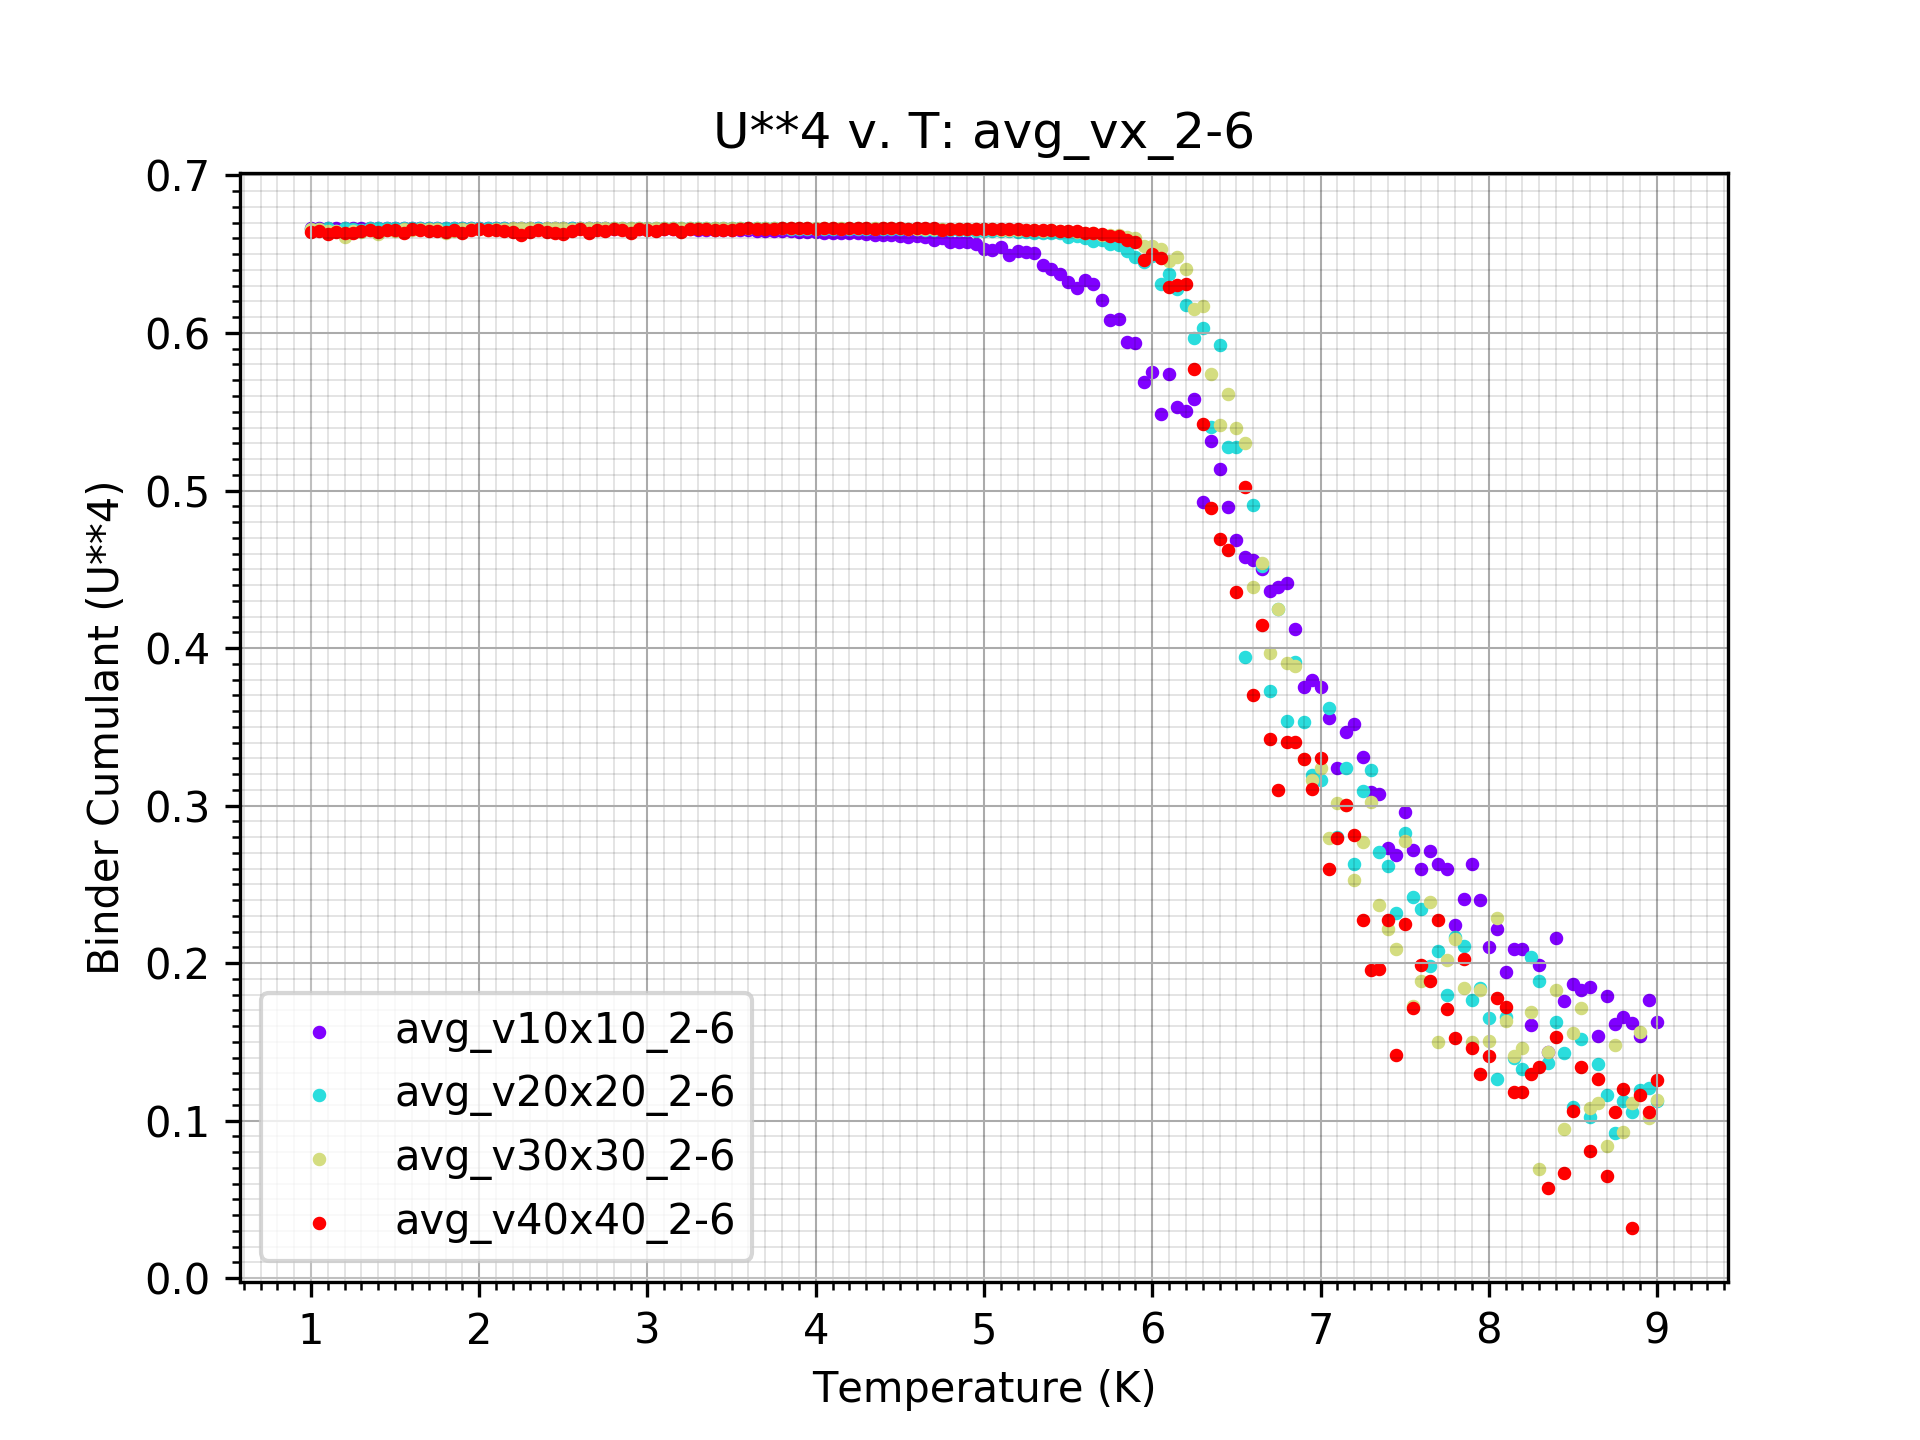 U**4 v. T: avg_vx_2-6
Binder Cumulant (U**4)
0.7
0.6
0.5
0.4
0.3
0.2
0.1
0.0
avg_v10x10_2-6
avg_v20x20_2-6
avg_v30x30_2-6
avg_v40x40_2-6
1 2 3 4 5 6 7 8 9
Temperature (K)